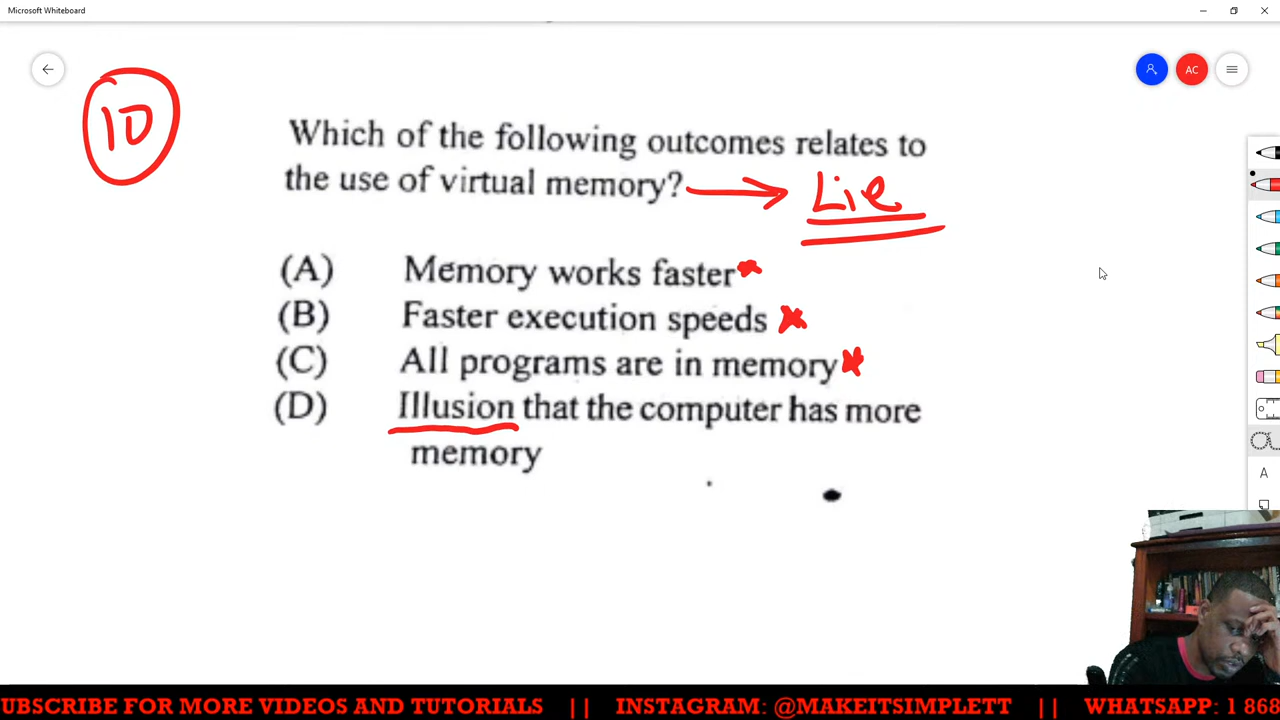 Microsoft Whiteboard
AC
10
Which of the following outcomes relates to
the use of virtual memory?
Lie
(A) Memory works faster
(B) Faster execution speeds
(C) All programs are in memory
(D) Illusion that the computer has more
memory
A
UBSCRIBE FOR MORE VIDEOS AND TUTORIALS || INSTAGRAM: @MAKEITSIMPLETT || WHATSAPP: 1 868